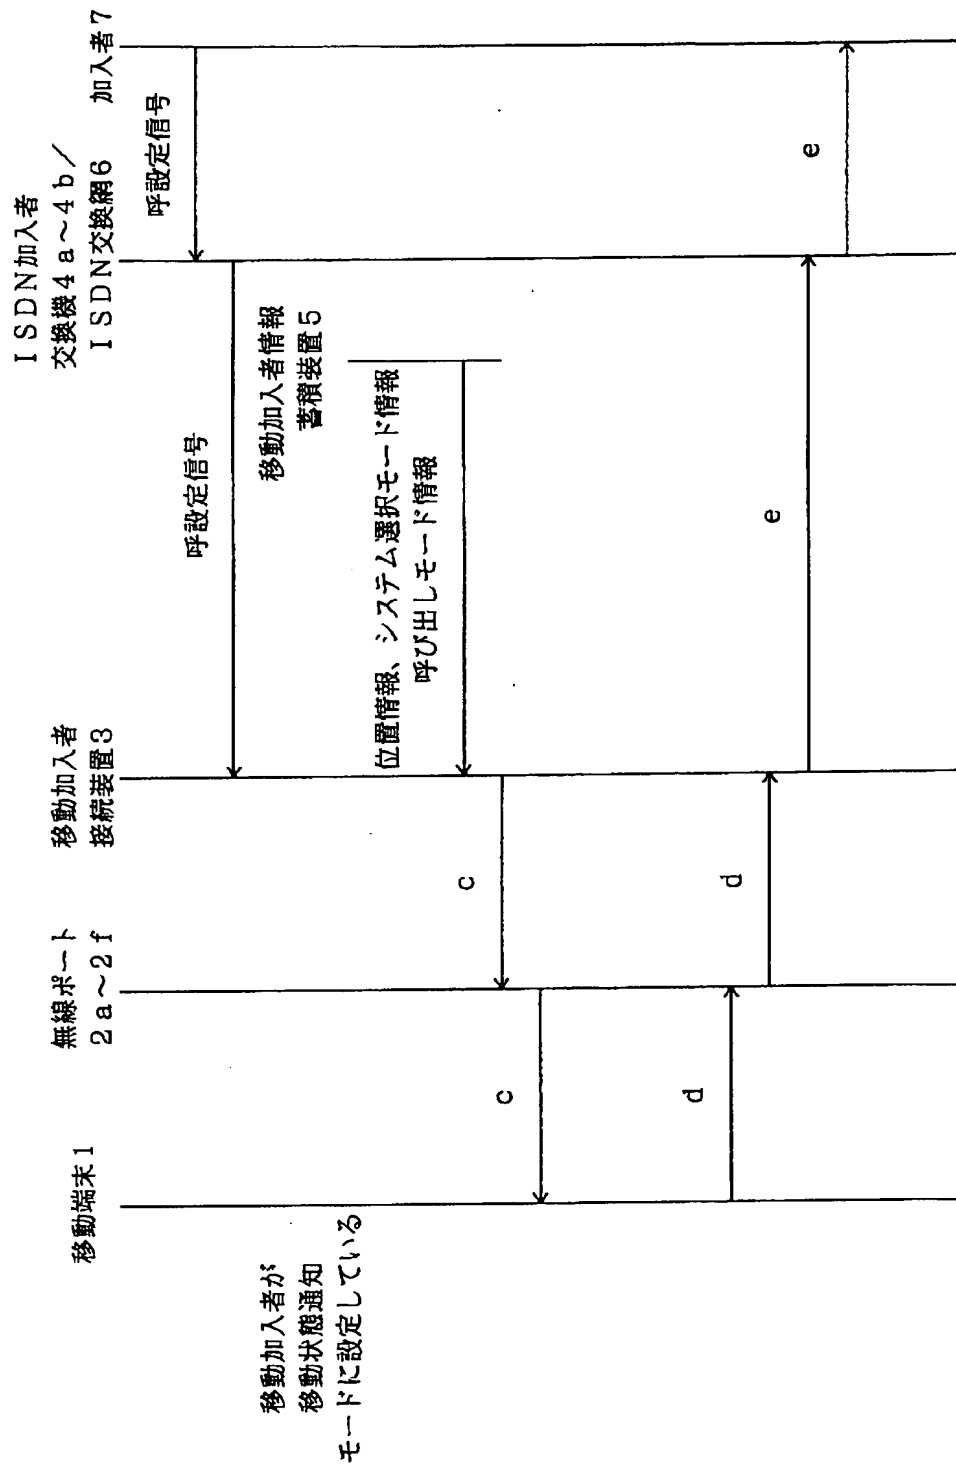 移動端末1
無線ポート
2a～2f
移動加入者
接続装置3
ISDN加入者
交換機4a～4b／
ISDN交換網6
加入者7
呼設定信号
呼設定信号
移動加入者情報
蓄積装置5
移動加入者が
移動状態通知
モードに設定している
位置情報、システム選択モード情報
呼び出しモード情報
c
c
d
d
e
e